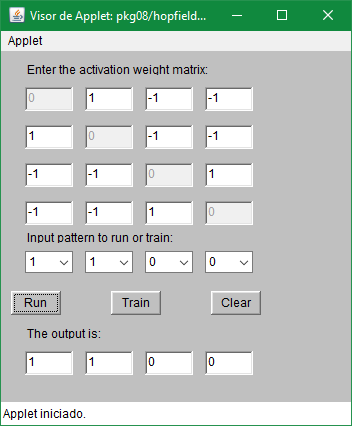 Visor de Applet: pkg08/hopfield...
Applet
Enter the activation weight matrix:
0 1 -1 -1
1 0 -1 -1
-1 -1 0 1
-1 -1 1 0
Input pattern to run or train:
1 1 0 0
Run Train Clear
The output is:
1 1 0 0
Applet iniciado.